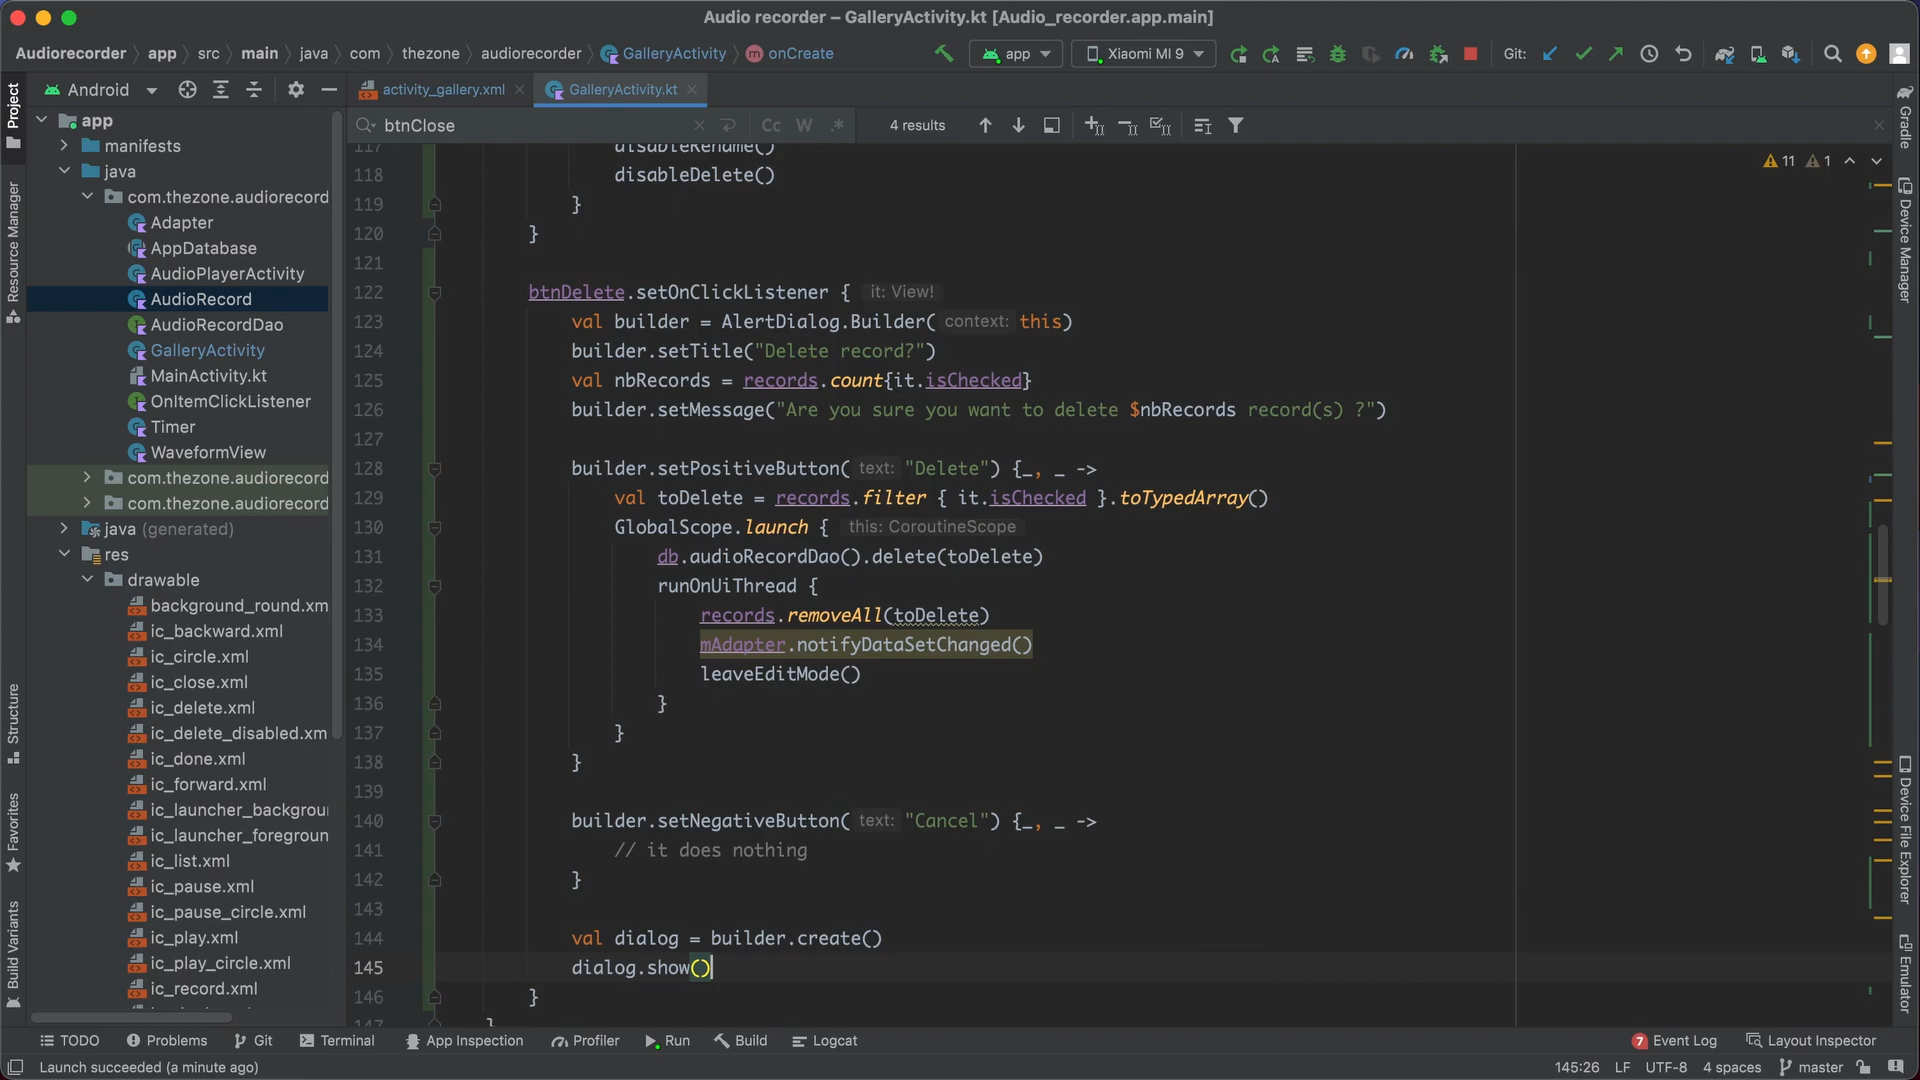 Audio recorder – GalleryActivity.kt [Audio_recorder.app.main]
Audiorecorder app src main java com thezone audiorecorder GalleryActivity onCreate
app Xiaomi MI 9 Git:
Android activity_gallery.xml GalleryActivity.kt
btnClose Cc W .* 4 results
11 1
Project
Resource Manager
Structure
Favorites
Build Variants
app
manifests
java
com.thezone.audiorecord
Adapter
AppDatabase
AudioPlayerActivity
AudioRecord
AudioRecordDao
GalleryActivity
MainActivity.kt
OnItemClickListener
Timer
WaveformView
com.thezone.audiorecord
com.thezone.audiorecord
java (generated)
res
drawable
background_round.xm
ic_backward.xml
ic_circle.xml
ic_close.xml
ic_delete.xml
ic_delete_disabled.xm
ic_done.xml
ic_forward.xml
ic_launcher_backgrour
ic_launcher_foregroun
ic_list.xml
ic_pause.xml
ic_pause_circle.xml
ic_play.xml
ic_play_circle.xml
ic_record.xml
117 disableRename()
118 disableDelete()
119 }
120 }
121
122 btnDelete.setOnClickListener { it: View!
123 val builder = AlertDialog.Builder( context: this)
124 builder.setTitle("Delete record?")
125 val nbRecords = records.count{it.isChecked}
126 builder.setMessage("Are you sure you want to delete $nbRecords record(s) ?")
127
128 builder.setPositiveButton( text: "Delete") {_, _ ->
129 val toDelete = records.filter { it.isChecked }.toTypedArray()
130 GlobalScope.launch { this: CoroutineScope
131 db.audioRecordDao().delete(toDelete)
132 runOnUiThread {
133 records.removeAll(toDelete)
134 mAdapter.notifyDataSetChanged()
135 leaveEditMode()
136 }
137 }
138 }
139
140 builder.setNegativeButton( text: "Cancel") {_, _ ->
141 // it does nothing
142 }
143
144 val dialog = builder.create()
145 dialog.show()
146 }
147 }
Gradle
Device Manager
Device File Explorer
Emulator
TODO Problems Git Terminal App Inspection Profiler Run Build Logcat 7 Event Log Layout Inspector
Launch succeeded (a minute ago) 145:26 LF UTF-8 4 spaces master